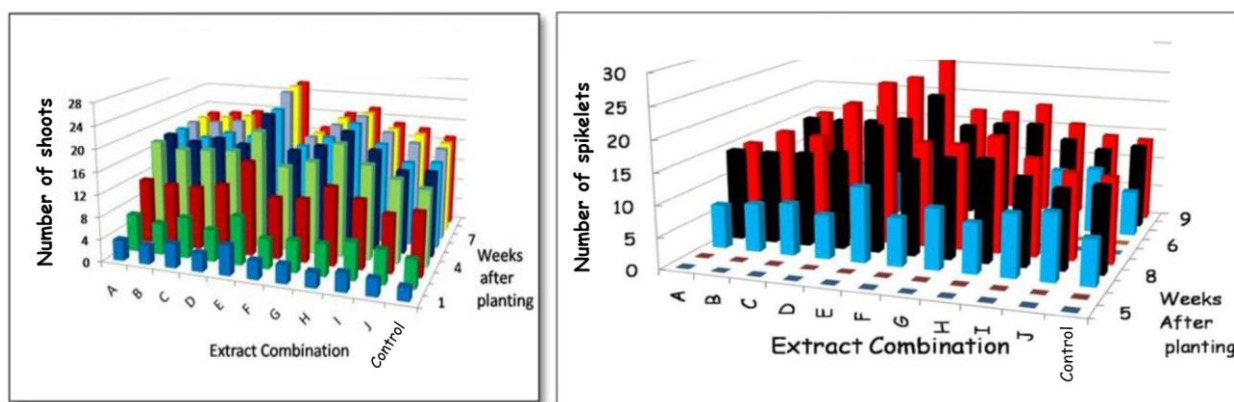 Number of shoots
28
24
20
16
12
8
4
0
A
B
C
D
E
F
G
H
I
J
Control
Extract Combination
7
4
1
Weeks
after
planting
Number of spikelets
30
25
20
15
10
5
0
A
B
C
D
E
F
G
H
I
J
Control
Extract Combination
9
6
8
5
Weeks
After
planting